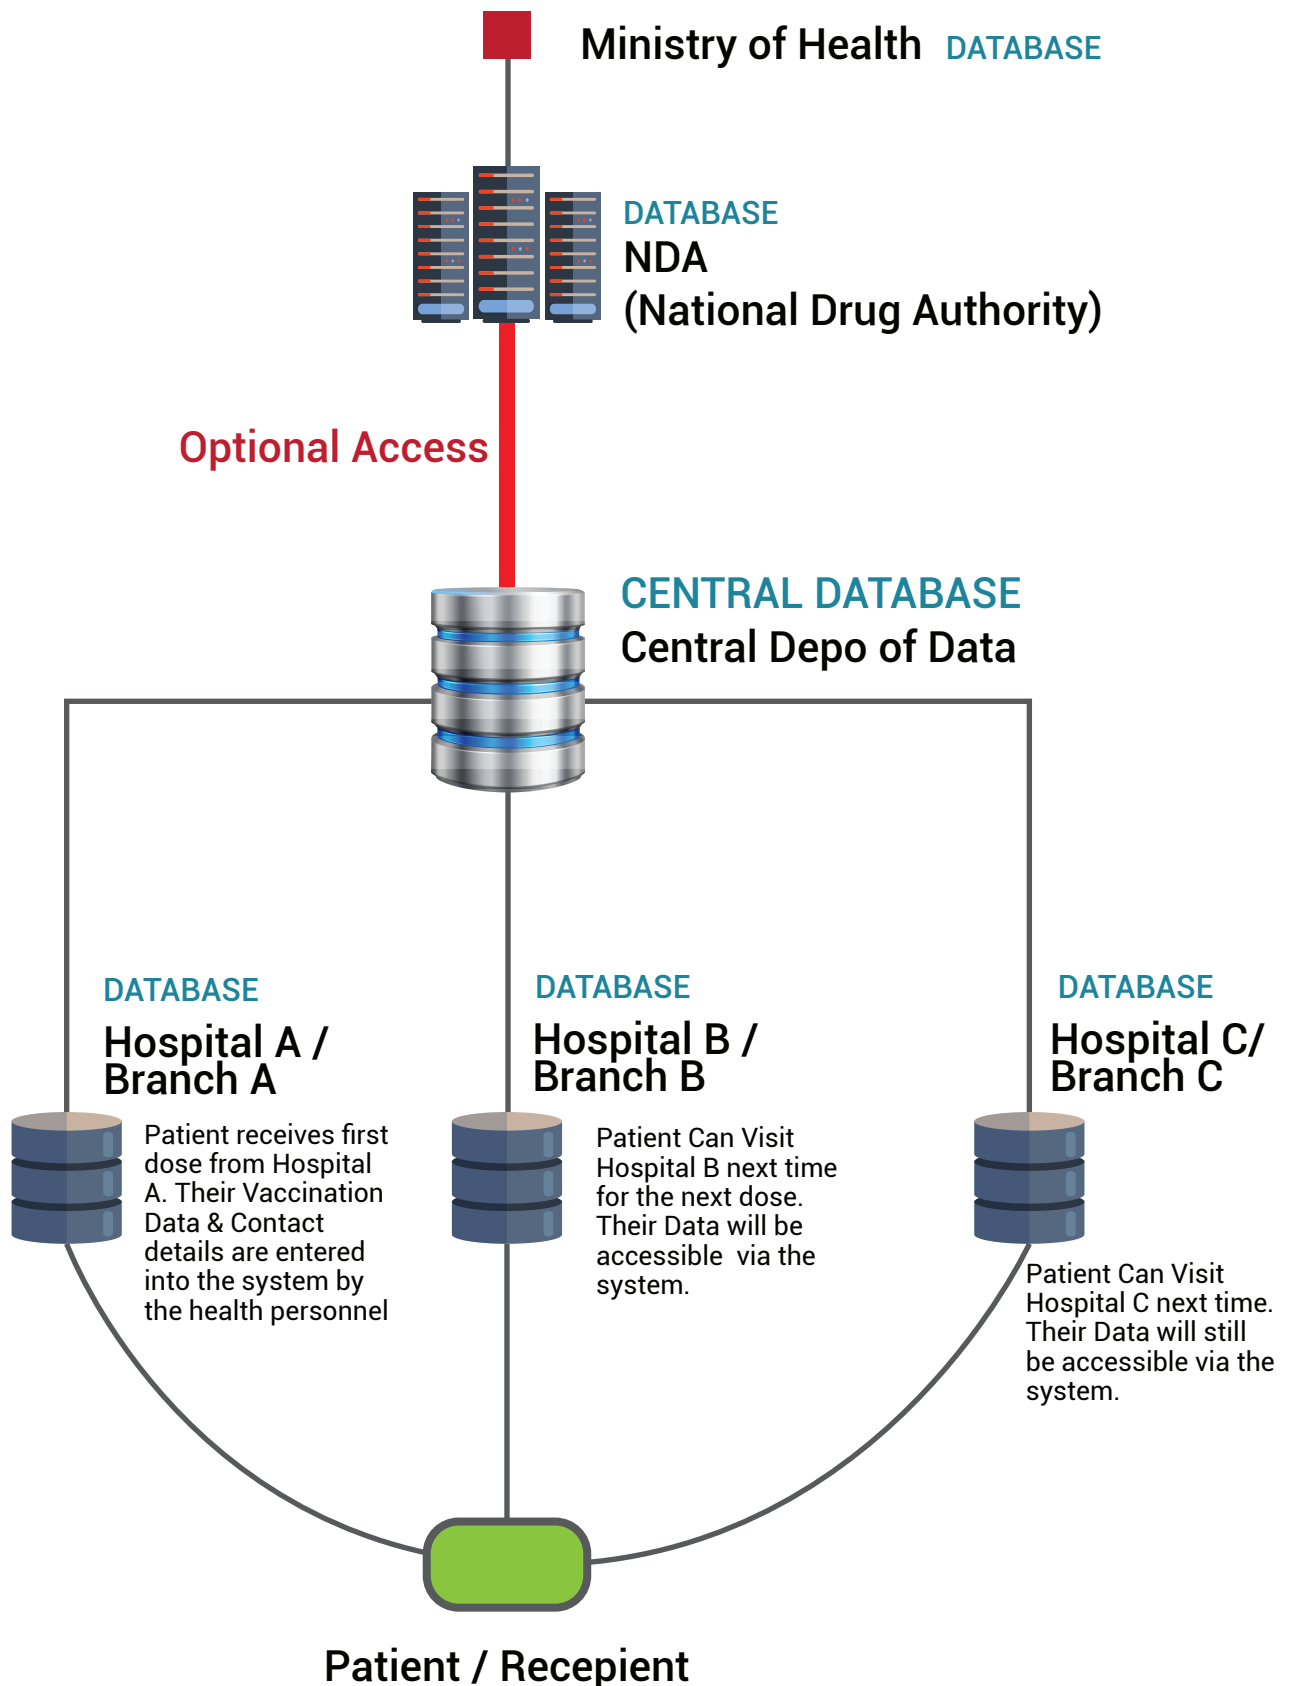 Ministry of Health DATABASE
DATABASE
NDA
(National Drug Authority)
Optional Access
CENTRAL DATABASE
Central Depo of Data
DATABASE
Hospital A /
Branch A
Patient receives first
dose from Hospital
A. Their Vaccination
Data & Contact
details are entered
into the system by
the health personnel
DATABASE
Hospital B /
Branch B
Patient Can Visit
Hospital B next time
for the next dose.
Their Data will be
accessible via the
system.
DATABASE
Hospital C/
Branch C
Patient Can Visit
Hospital C next time.
Their Data will still
be accessible via the
system.
Patient / Recepient